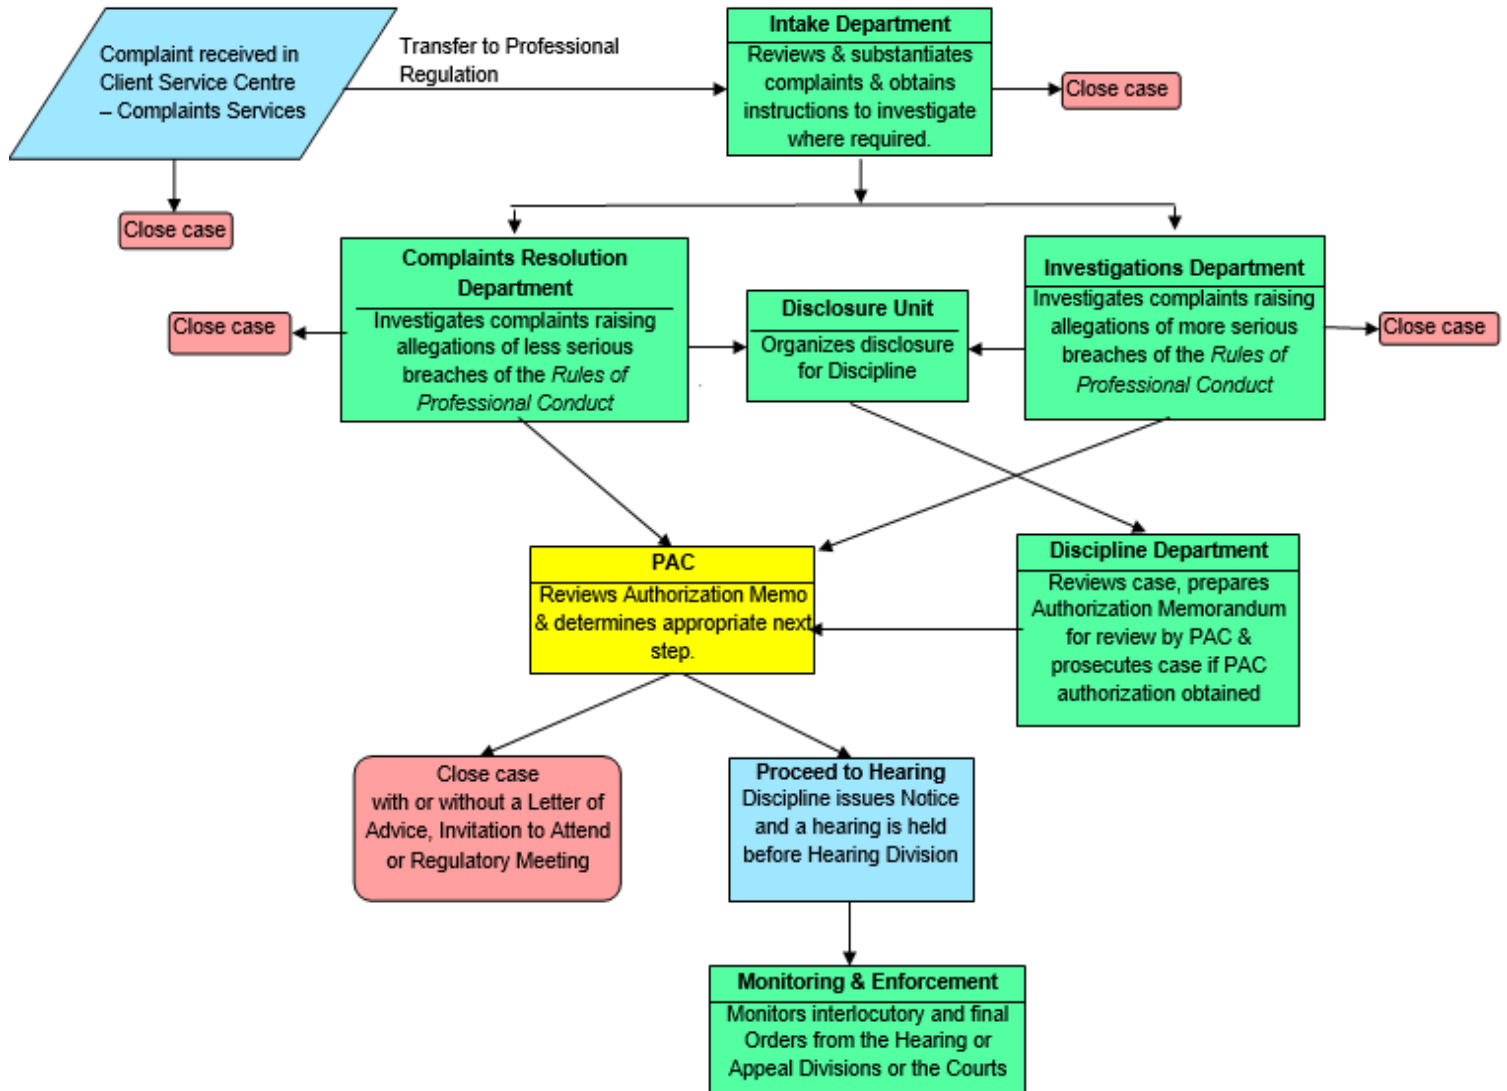 Complaint received in
Client Service Centre
– Complaints Services
Transfer to Professional
Regulation
Intake Department
Reviews & substantiates
complaints & obtains
instructions to investigate
where required.
Close case
Close case
Complaints Resolution
Department
Investigates complaints raising
allegations of less serious
breaches of the Rules of
Professional Conduct
Close case
Disclosure Unit
Organizes disclosure
for Discipline
Investigations Department
Investigates complaints raising
allegations of more serious
breaches of the Rules of
Professional Conduct
Close case
PAC
Reviews Authorization Memo
& determines appropriate next
step.
Discipline Department
Reviews case, prepares
Authorization Memorandum
for review by PAC &
prosecutes case if PAC
authorization obtained
Close case
with or without a Letter of
Advice, Invitation to Attend
or Regulatory Meeting
Proceed to Hearing
Discipline issues Notice
and a hearing is held
before Hearing Division
Monitoring & Enforcement
Monitors interlocutory and final
Orders from the Hearing or
Appeal Divisions or the Courts